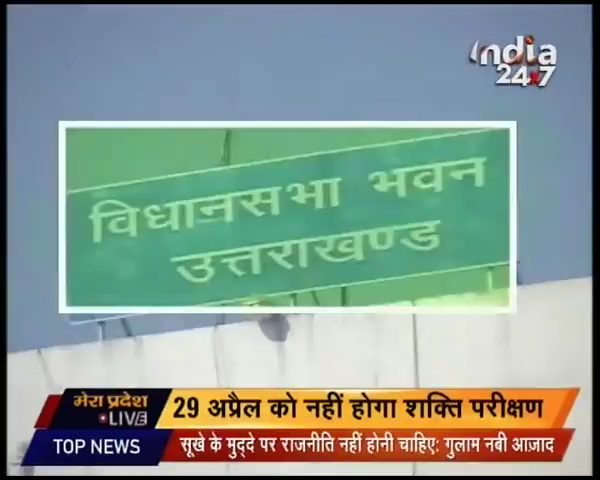 India
24x7
विधानसभा भवन
उत्तराखण्ड
मेरा प्रदेश
LIVE
29 अप्रैल को नहीं होगा शक्ति परीक्षण
TOP NEWS
सूखे के मुद्दे पर राजनीति नहीं होनी चाहिए: गुलाम नबी आज़ाद